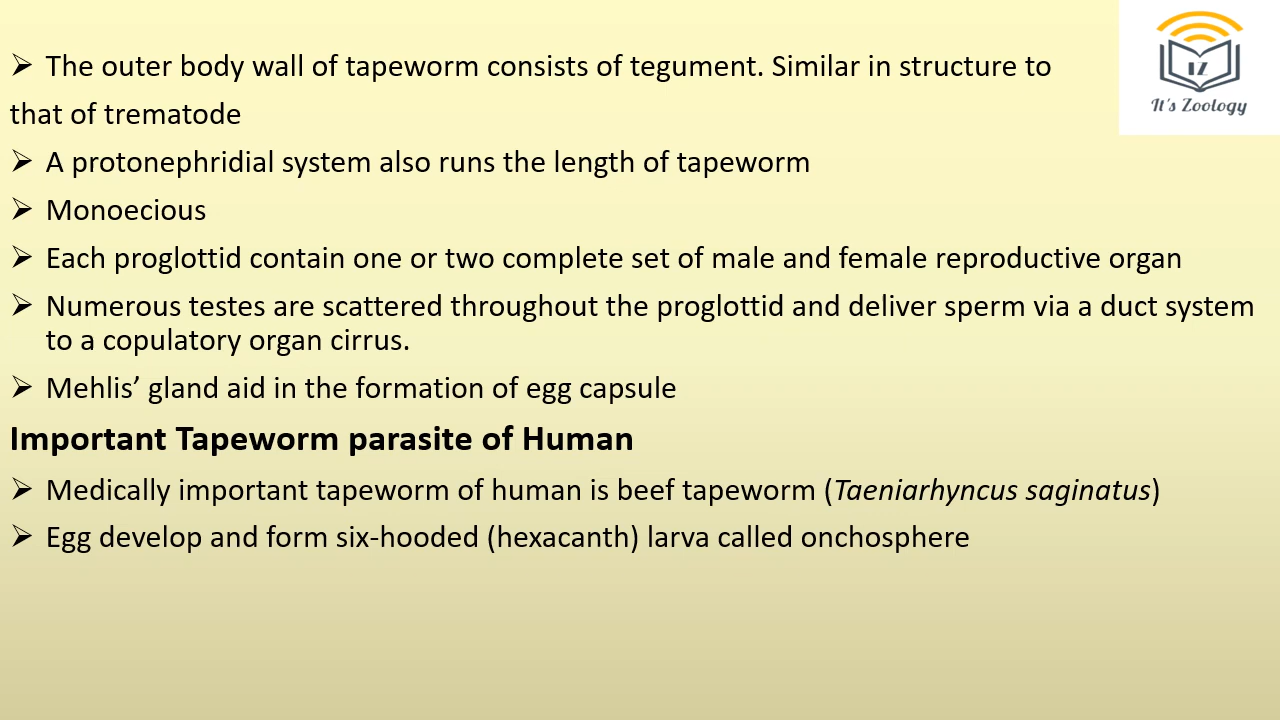 ➢ The outer body wall of tapeworm consists of tegument. Similar in structure to
that of trematode
➢ A protonephridial system also runs the length of tapeworm
➢ Monoecious
➢ Each proglottid contain one or two complete set of male and female reproductive organ
➢ Numerous testes are scattered throughout the proglottid and deliver sperm via a duct system
to a copulatory organ cirrus.
➢ Mehlis’ gland aid in the formation of egg capsule
Important Tapeworm parasite of Human
➢ Medically important tapeworm of human is beef tapeworm (Taeniarhyncus saginatus)
➢ Egg develop and form six-hooded (hexacanth) larva called onchosphere
IZ
It's Zoology